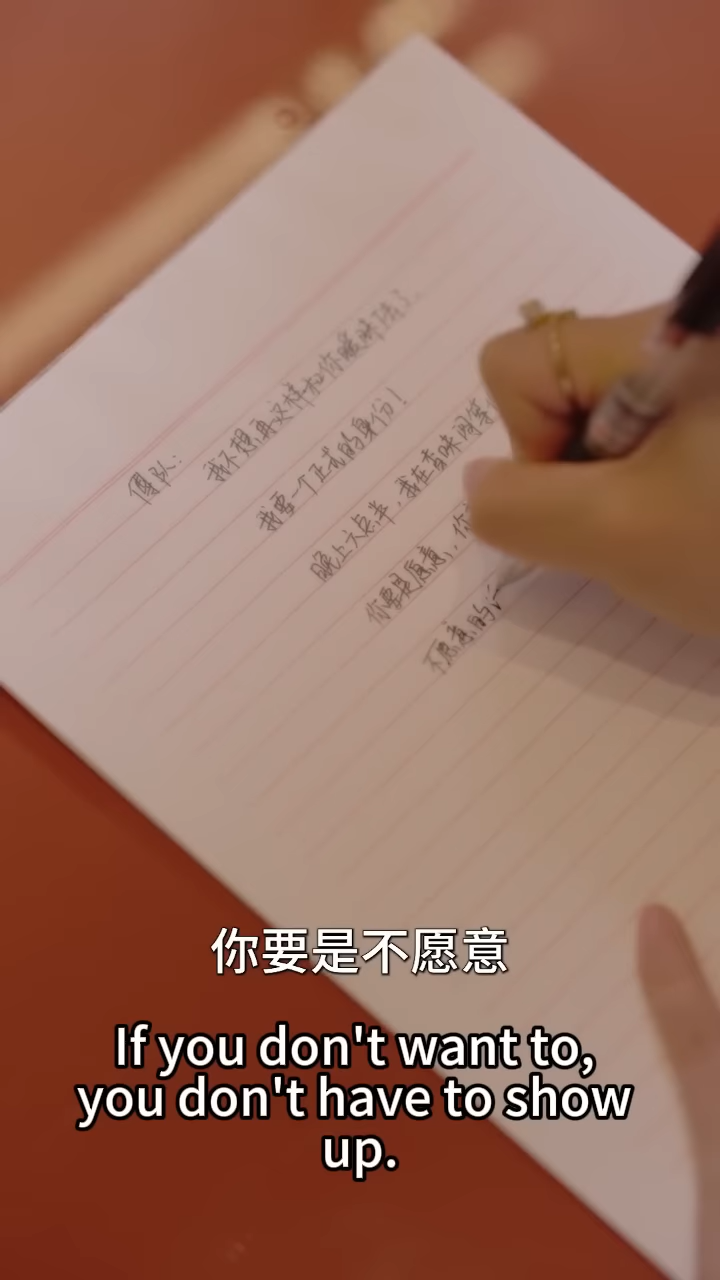 我不想再这样和你暧昧下去了
我要一个正式的身份！
晚上六点半，我在香味阁等
你要是愿意，你
不愿意的
你要是不愿意
If you don't want to,
you don't have to show
up.